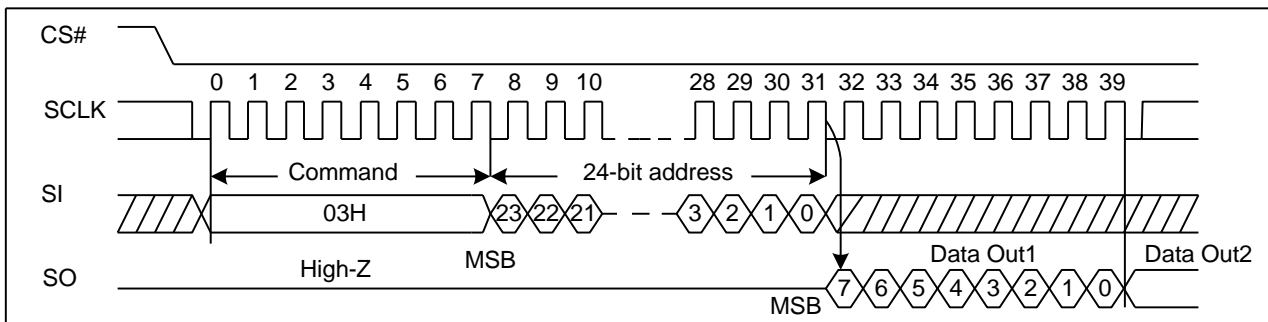 CS#
0 1 2 3 4 5 6 7 8 9 10 28 29 30 31 32 33 34 35 36 37 38 39
SCLK
Command 24-bit address
SI 03H 23 22 21 3 2 1 0
MSB
High-Z
Data Out1 Data Out2
SO 7 6 5 4 3 2 1 0
MSB